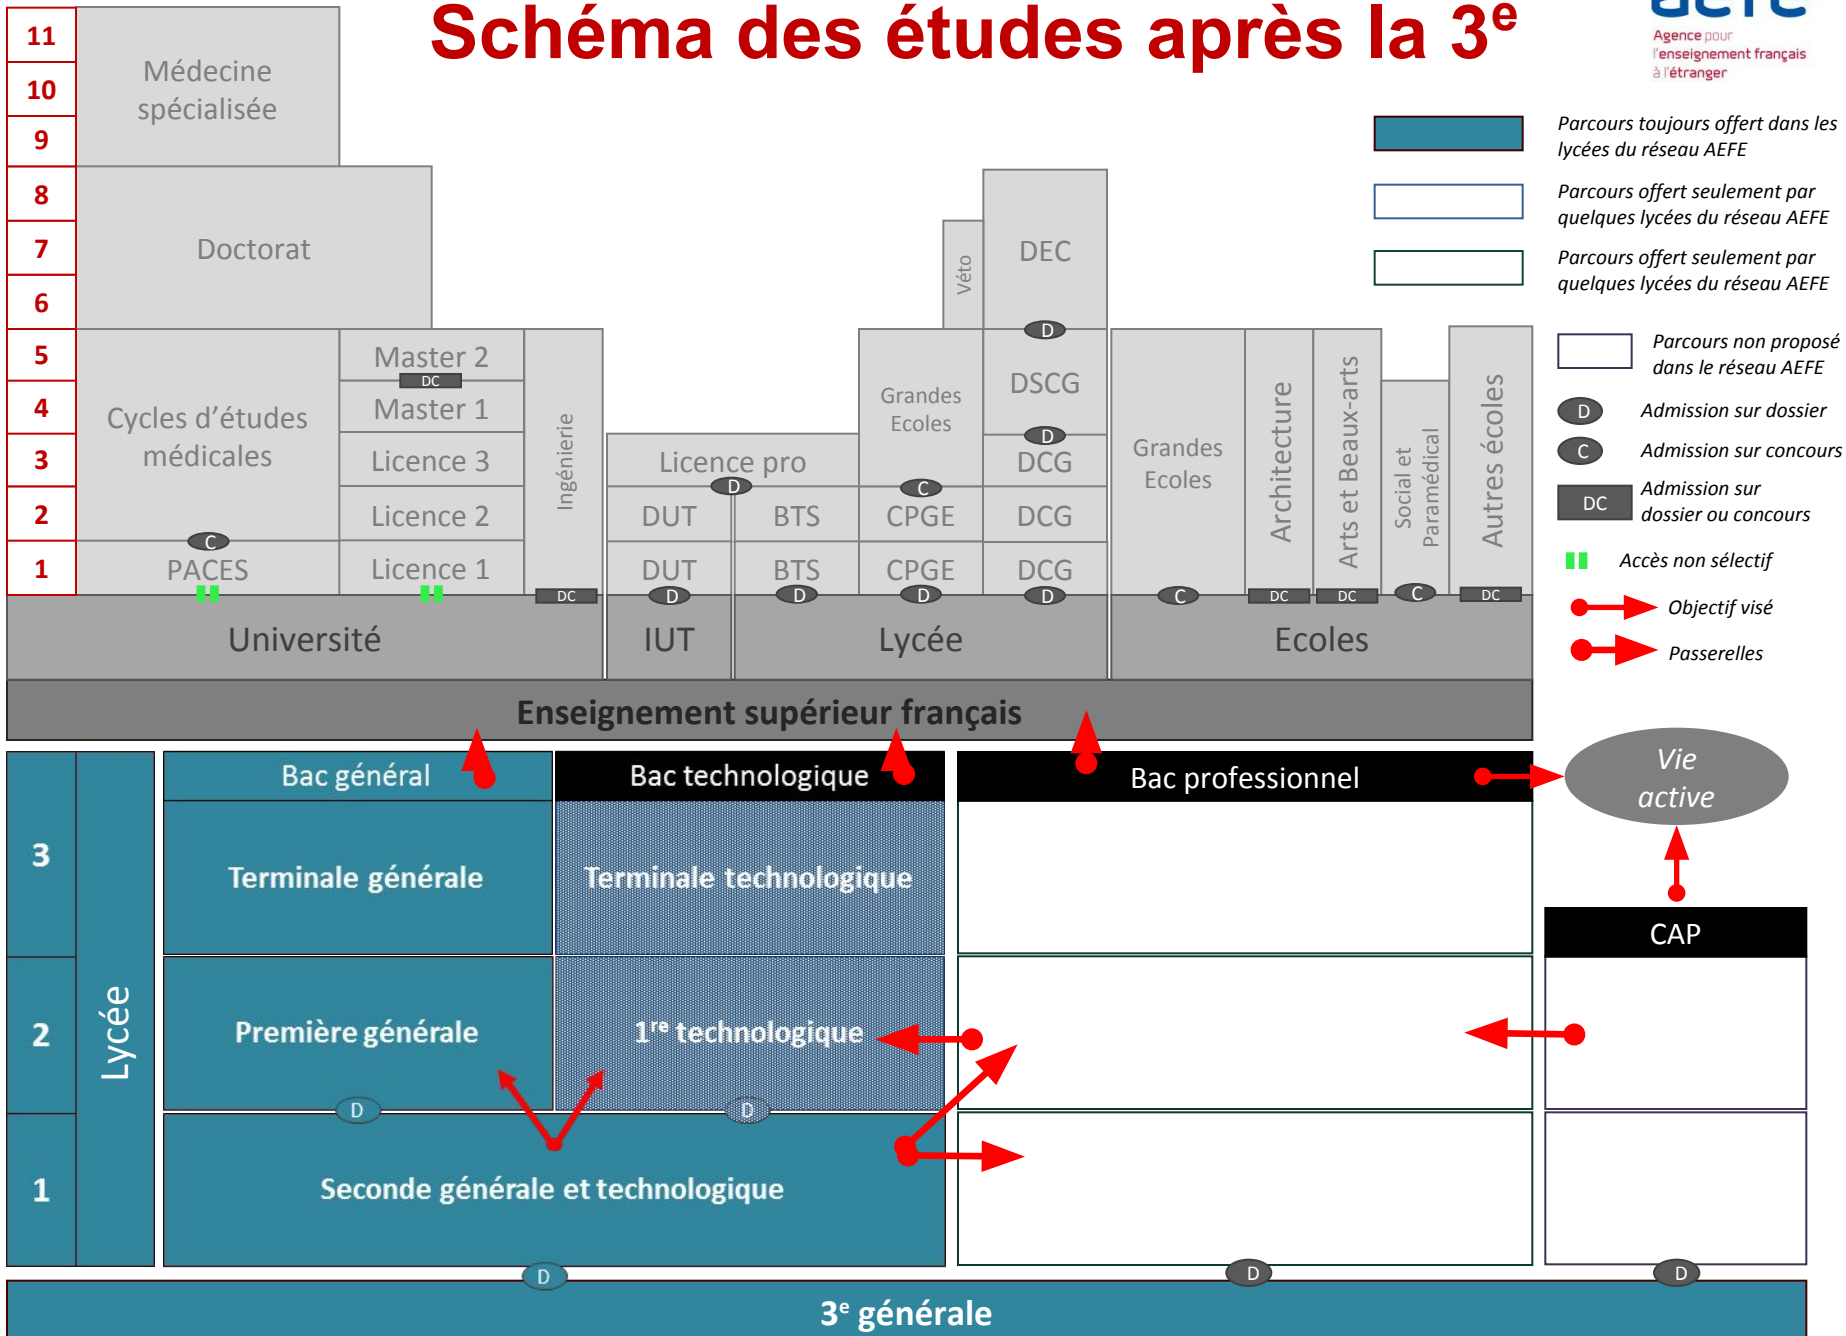 Schéma des études après la 3e
aefe
Agence pour
l'enseignement français
à l'étranger
11
10
9
8
7
6
5
4
3
2
1
Médecine
spécialisée
Doctorat
Cycles d'études
médicales
PACES
C
Master 2
DC
Master 1
Licence 3
Licence 2
Licence 1
Ingénierie
DC
Licence pro
D
DUT
BTS
DUT
BTS
D
D
Grandes
Ecoles
C
CPGE
CPGE
D
Véto
DEC
D
DSCG
D
DCG
DCG
DCG
D
Grandes
Ecoles
C
Architecture
DC
Arts et Beaux-arts
DC
Social et
Paramédical
C
Autres écoles
DC
Université
IUT
Lycée
Ecoles
Enseignement supérieur français
Parcours toujours offert dans les
lycées du réseau AEFE
Parcours offert seulement par
quelques lycées du réseau AEFE
Parcours offert seulement par
quelques lycées du réseau AEFE
Parcours non proposé
dans le réseau AEFE
D
Admission sur dossier
C
Admission sur concours
DC
Admission sur
dossier ou concours
Accès non sélectif
Objectif visé
Passerelles
3
2
1
Lycée
Bac général
Bac technologique
Bac professionnel
Vie
active
Terminale générale
Terminale technologique
CAP
Première générale
1re technologique
D
D
Seconde générale et technologique
D
D
D
3e générale